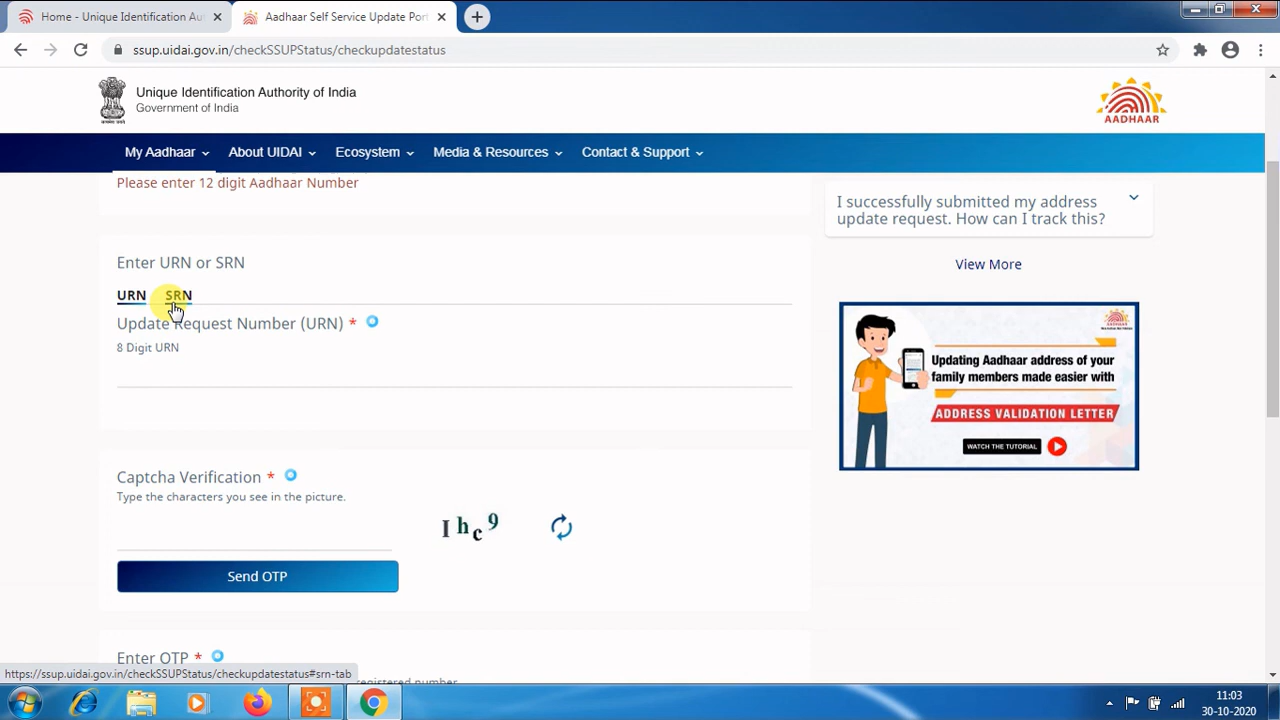 Home - Unique Identification Au
Aadhaar Self Service Update Port
ssup.uidai.gov.in/checkSSUPStatus/checkupdatestatus
Unique Identification Authority of India
Government of India
AADHAAR
My Aadhaar
About UIDAI
Ecosystem
Media & Resources
Contact & Support
Please enter 12 digit Aadhaar Number
I successfully submitted my address
update request. How can I track this?
View More
Enter URN or SRN
URN
SRN
Update Request Number (URN) *
8 Digit URN
Updating Aadhaar address of your
family members made easier with
ADDRESS VALIDATION LETTER
WATCH THE TUTORIAL
Captcha Verification *
Type the characters you see in the picture.
I h c 9
Send OTP
Enter OTP *
registered number
https://ssup.uidai.gov.in/checkSSUPStatus/checkupdatestatus#srn-tab
11:03
30-10-2020